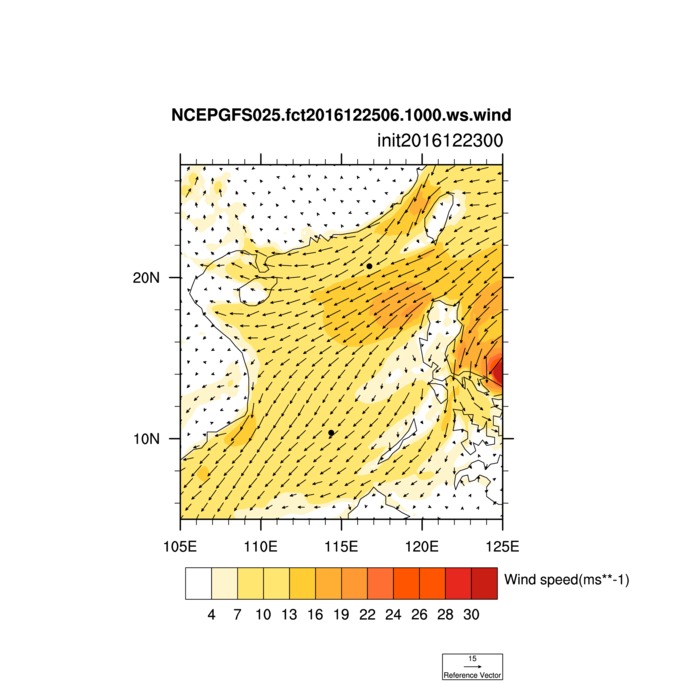 NCEPGFS025.fct2016122506.1000.ws.wind
init2016122300
20N
10N
105E 110E 115E 120E 125E
Wind speed(ms**-1)
4 7 10 13 16 19 22 24 26 28 30
15
Reference Vector